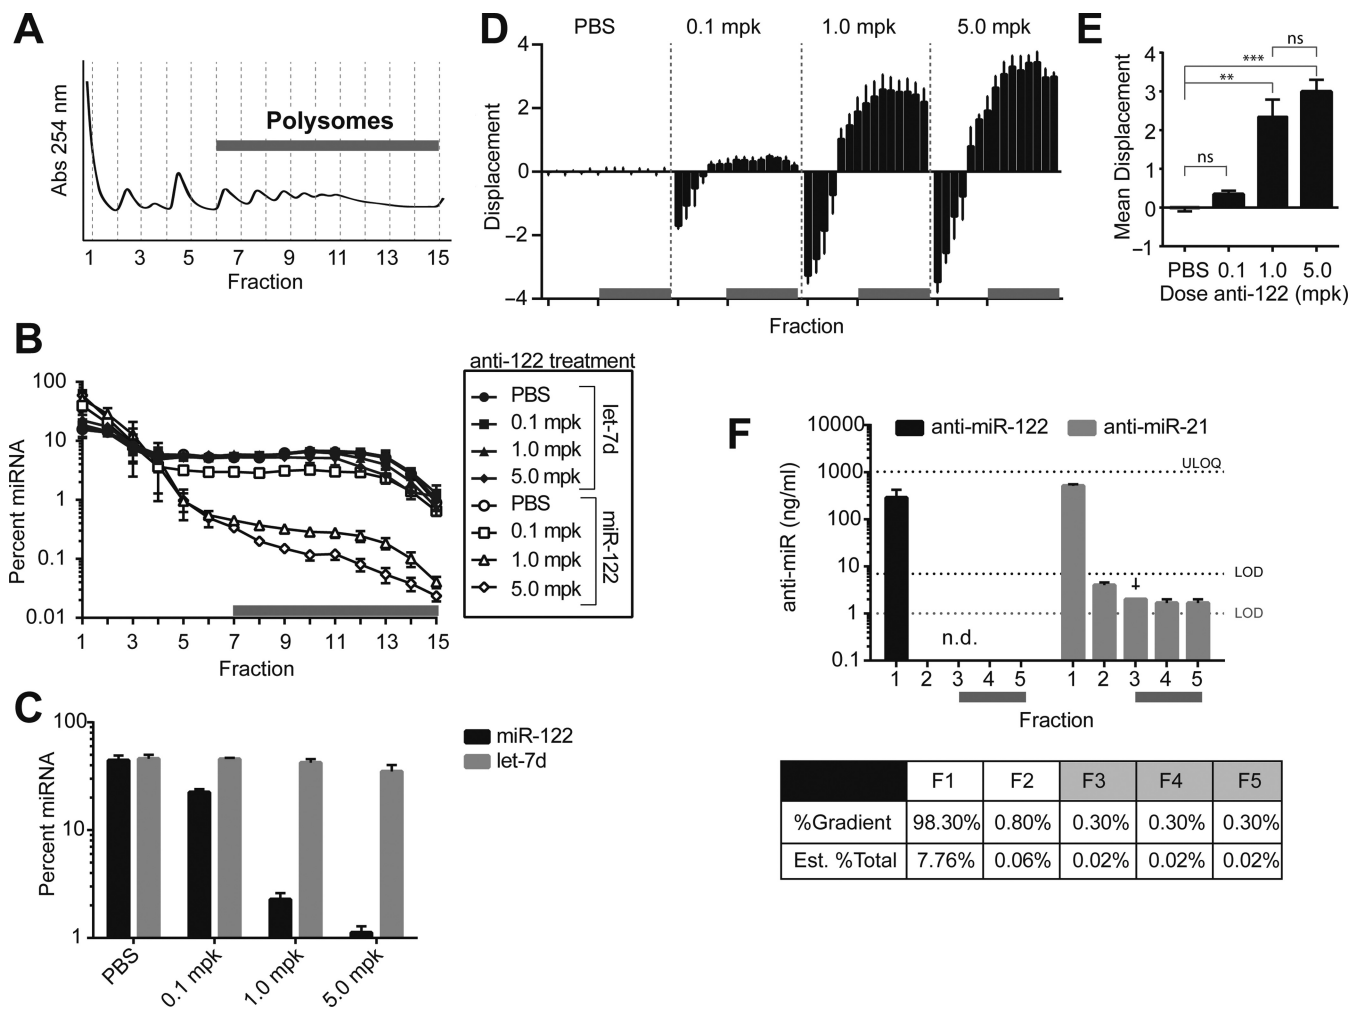 A
Abs 254 nm
Polysomes
1 3 5 7 9 11 13 15
Fraction
B
Percent miRNA
100
10
1
0.1
0.01
1 3 5 7 9 11 13 15
Fraction
anti-122 treatment
PBS
0.1 mpk
1.0 mpk
5.0 mpk
let-7d
PBS
0.1 mpk
1.0 mpk
5.0 mpk
miR-122
C
Percent miRNA
100
10
1
PBS 0.1 mpk 1.0 mpk 5.0 mpk
miR-122
let-7d
D
PBS 0.1 mpk 1.0 mpk 5.0 mpk
Displacement
4
2
0
−2
−4
Fraction
E
Mean Displacement
4
3
2
1
0
−1
ns
***
**
ns
PBS 0.1 1.0 5.0
Dose anti-122 (mpk)
F
anti-miR-122 anti-miR-21
anti-miR (ng/ml)
10000
1000
100
10
1
0.1
ULOQ
LOD
LOD
n.d.
1 2 3 4 5 1 2 3 4 5
Fraction
F1 F2 F3 F4 F5
%Gradient 98.30% 0.80% 0.30% 0.30% 0.30%
Est. %Total 7.76% 0.06% 0.02% 0.02% 0.02%